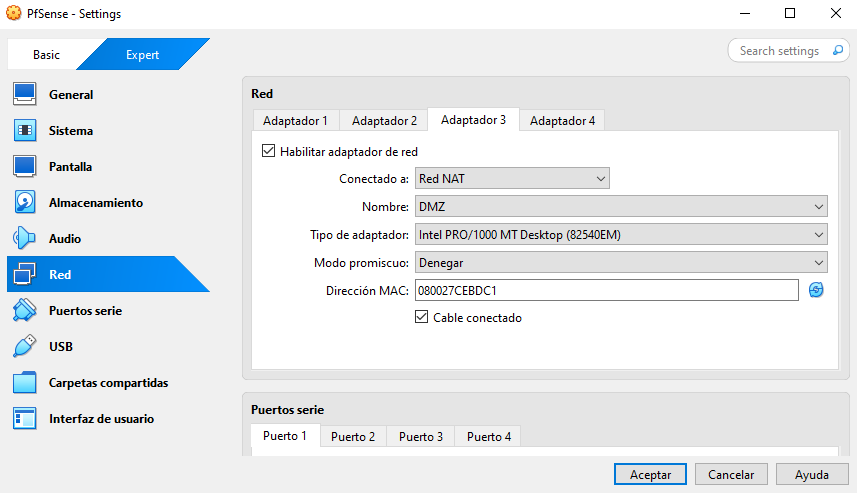 PfSense - Settings
Basic
Expert
Search settings
General
Sistema
Pantalla
Almacenamiento
Audio
Red
Puertos serie
USB
Carpetas compartidas
Interfaz de usuario
Red
Adaptador 1 Adaptador 2 Adaptador 3 Adaptador 4
Habilitar adaptador de red
Conectado a: Red NAT
Nombre: DMZ
Tipo de adaptador: Intel PRO/1000 MT Desktop (82540EM)
Modo promiscuo: Denegar
Dirección MAC: 080027CEBDC1
Cable conectado
Puertos serie
Puerto 1 Puerto 2 Puerto 3 Puerto 4
Aceptar Cancelar Ayuda